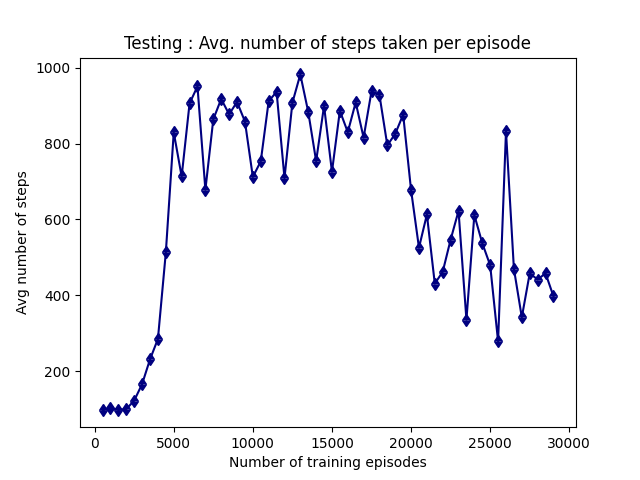 Testing : Avg. number of steps taken per episode
1000
800
600
400
200
Avg number of steps
0 5000 10000 15000 20000 25000 30000
Number of training episodes